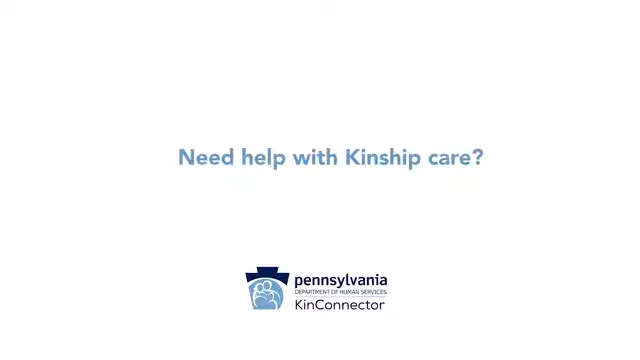 Need help with Kinship care?
pennsylvania
DEPARTMENT OF HUMAN SERVICES
KinConnector